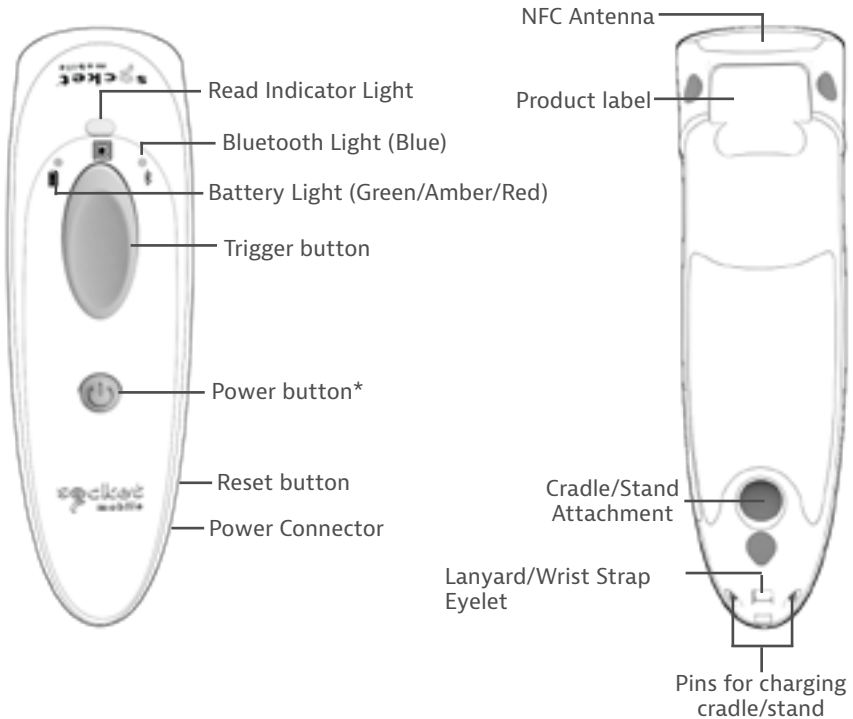 socket
mobile
Read Indicator Light
Bluetooth Light (Blue)
Battery Light (Green/Amber/Red)
Trigger button
Power button*
Reset button
socket
mobile
Power Connector
NFC Antenna
Product label
Cradle/Stand
Attachment
Lanyard/Wrist Strap
Eyelet
Pins for charging
cradle/stand